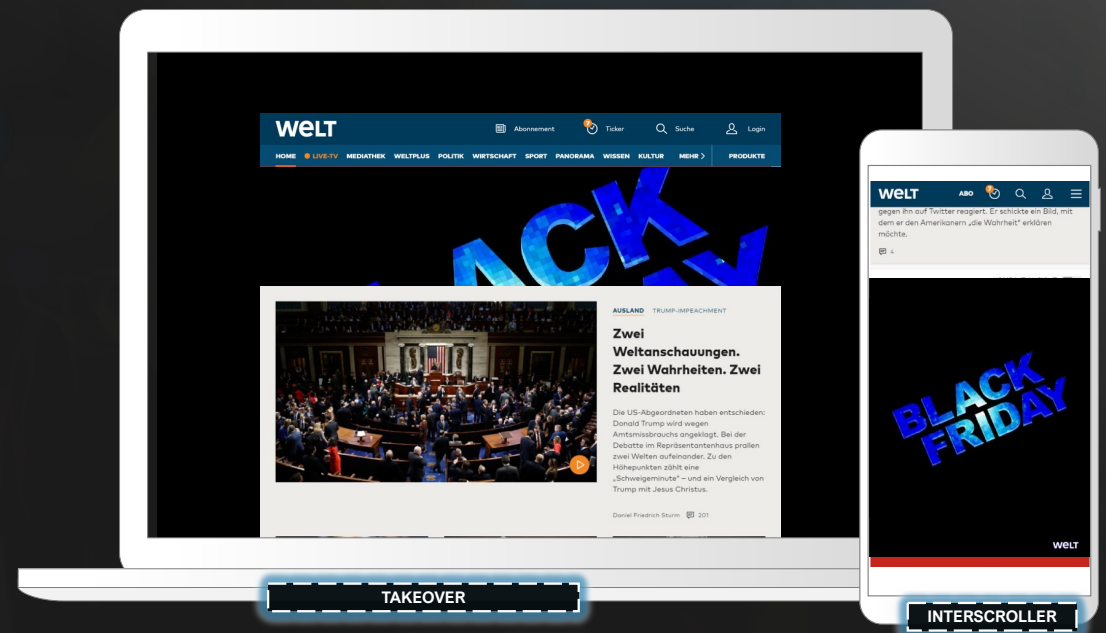 WELT
Abonnement
7
Ticker
Suche
Login
HOME LIVE-TV MEDIATHEK WELTPLUS POLITIK WIRTSCHAFT SPORT PANORAMA WISSEN KULTUR MEHR PRODUKTE
ACK
DAY
AUSLAND TRUMP-IMPEACHMENT
Zwei
Weltanschauungen.
Zwei Wahrheiten. Zwei
Realitäten
Die US-Abgeordneten haben entschieden:
Donald Trump wird wegen
Amtsmissbrauchs angeklagt. Bei der
Debatte im Repräsentantenhaus prallen
zwei Welten aufeinander. Zu den
Höhepunkten zählt eine
„Schweigeminute" – und ein Vergleich von
Trump mit Jesus Christus.
Daniel Friedrich Sturm 201
TAKEOVER
WELT ABO 7
gegen ihn auf Twitter reagiert. Er schickte ein Bild, mit
dem er den Amerikanern „die Wahrheit" erklären
möchte.
4
BLACK
FRIDAY
WELT
INTERSCROLLER